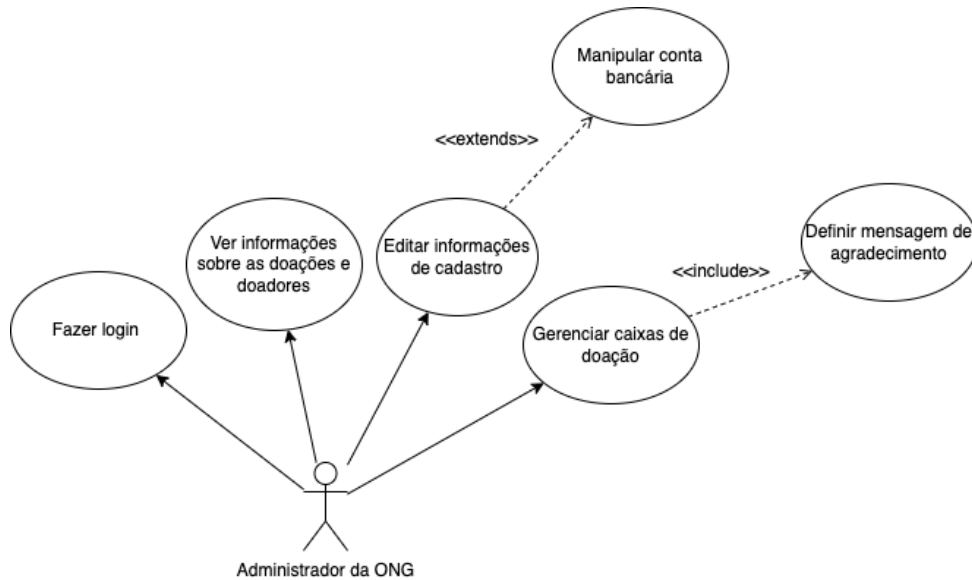 Manipular conta
bancária
<<extends>>
Ver informações
sobre as doações e
doadores
Editar informações
de cadastro
Definir mensagem de
agradecimento
<<include>>
Fazer login
Gerenciar caixas de
doação
Administrador da ONG